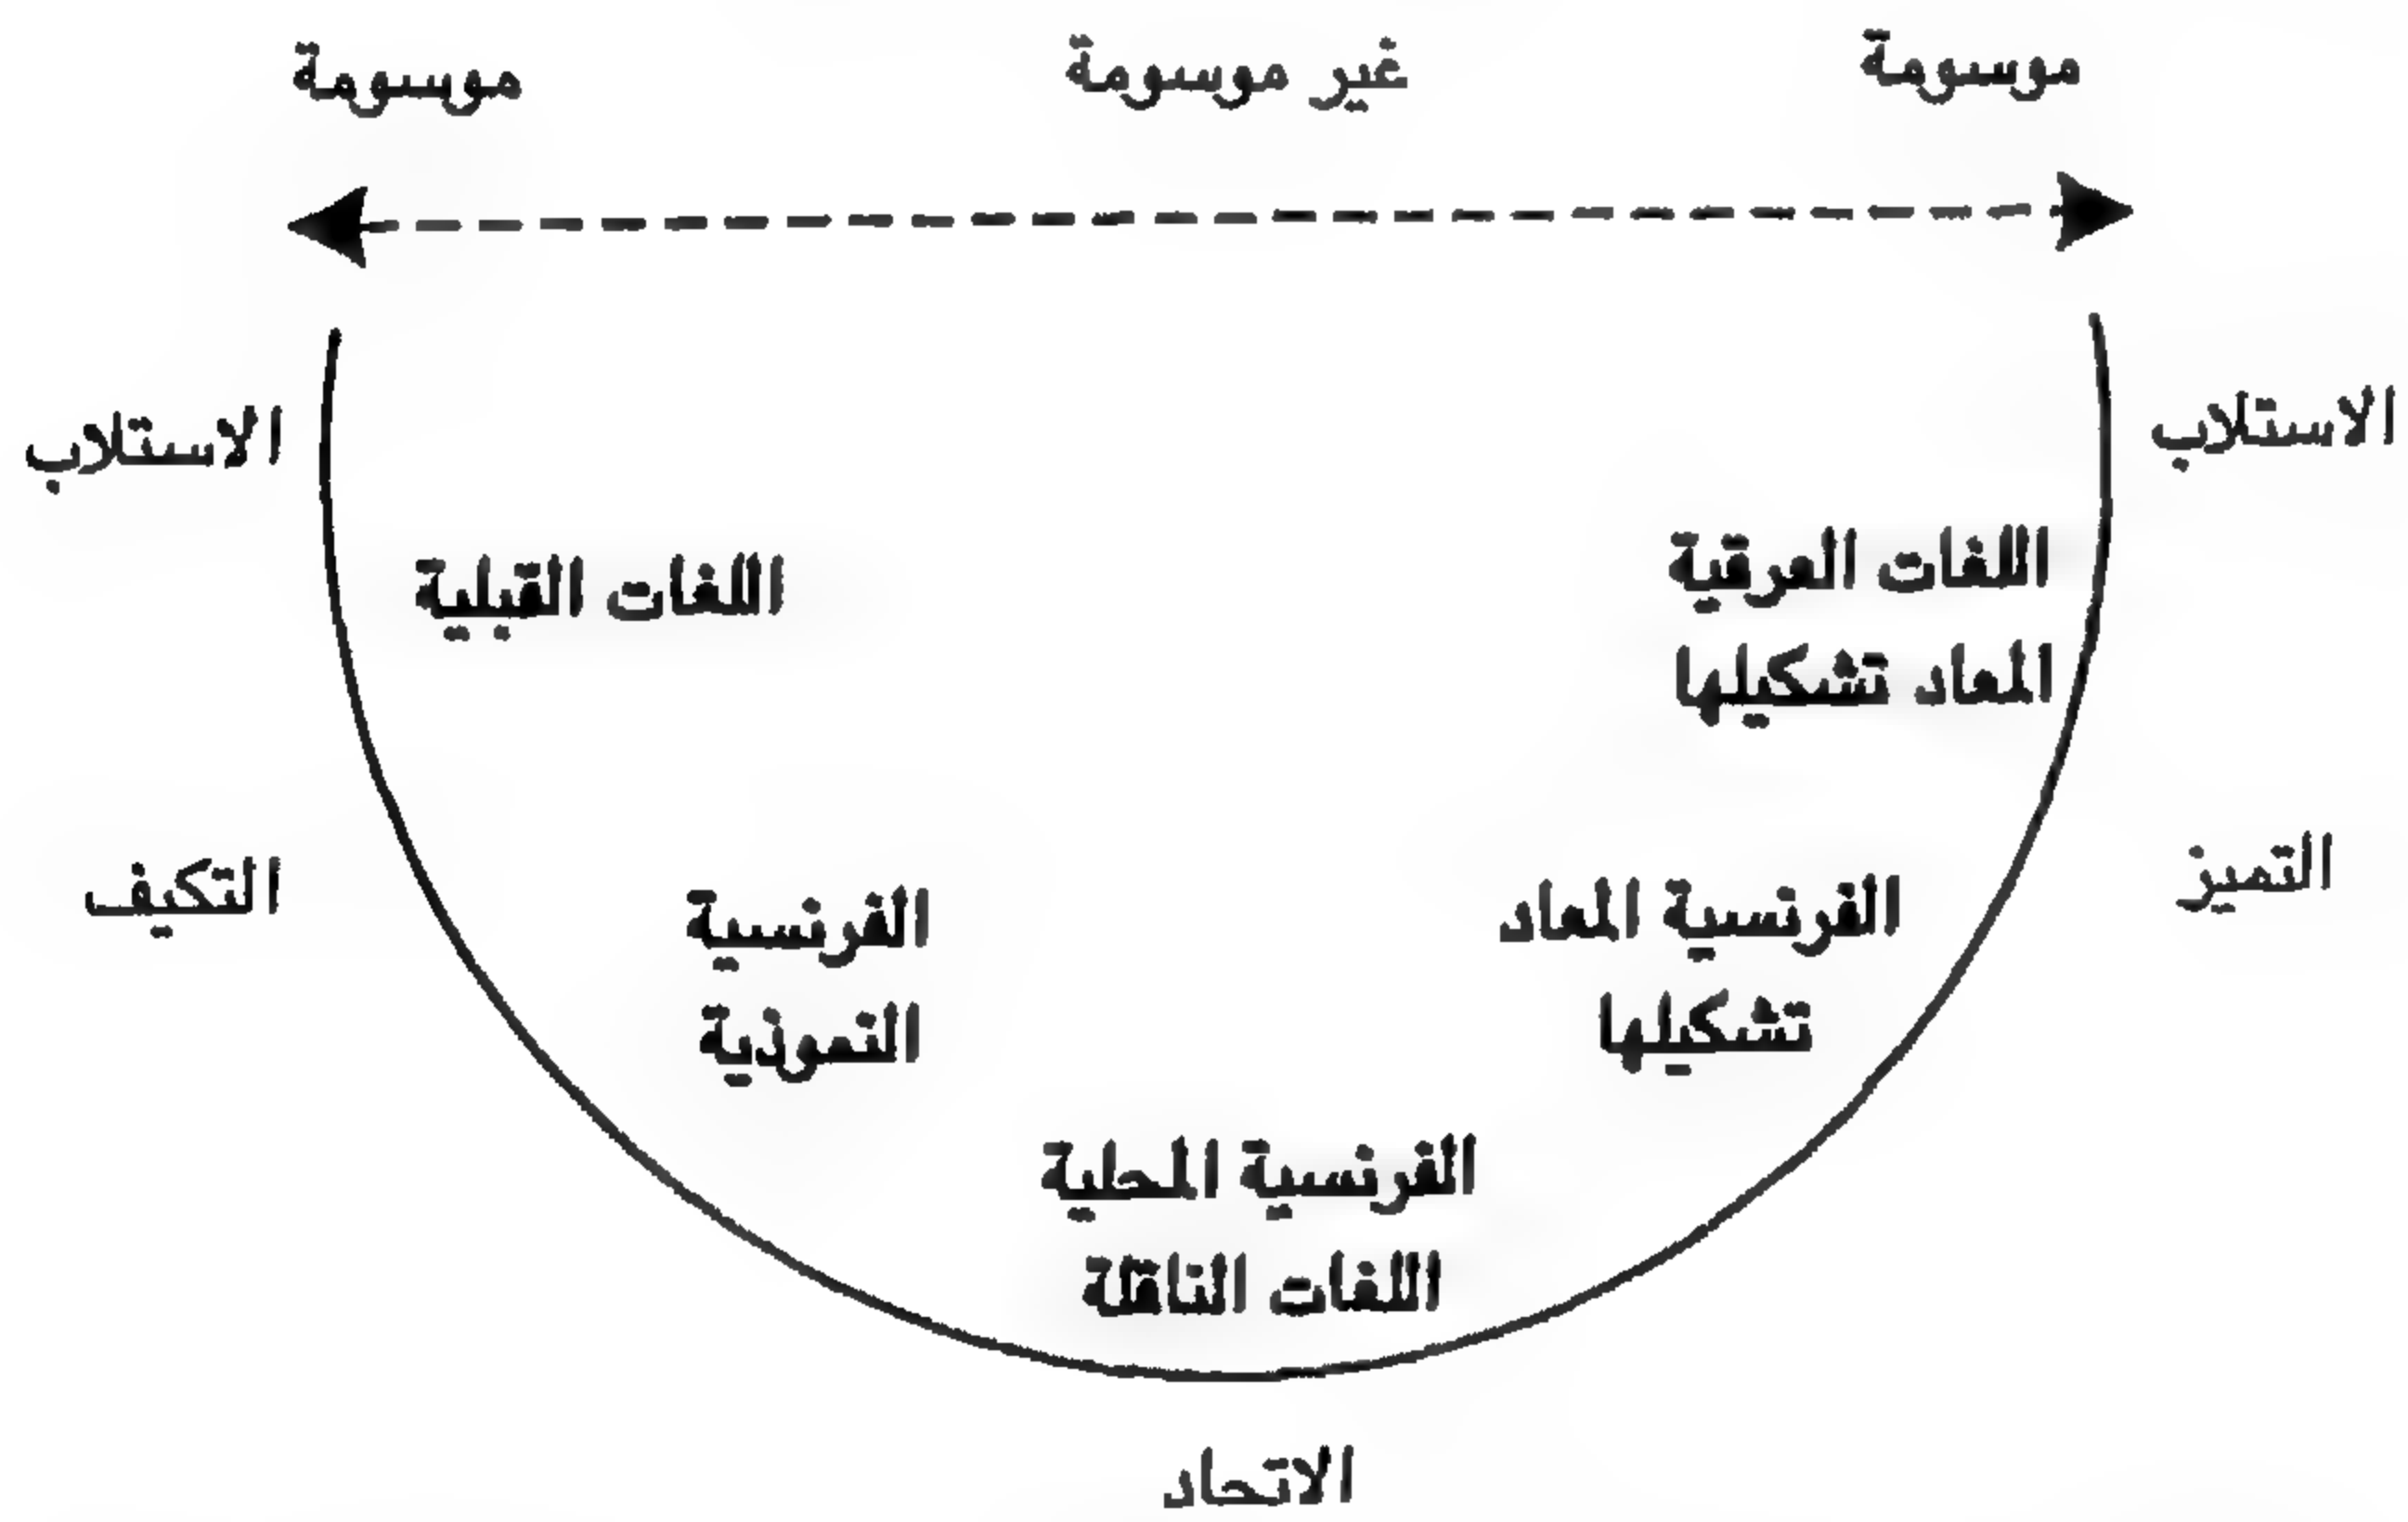 موسومة
غير موسومة
موسومة
الاستلاب
الاستلاب
اللغات العرقية
المعاد تشكيلها
اللغات القبلية
التميز
التكيف
الفرنسية المعاد
تشكيلها
الفرنسية
النموذية
الفرنسية المحلية
اللغات الناقلة
الاتحاد